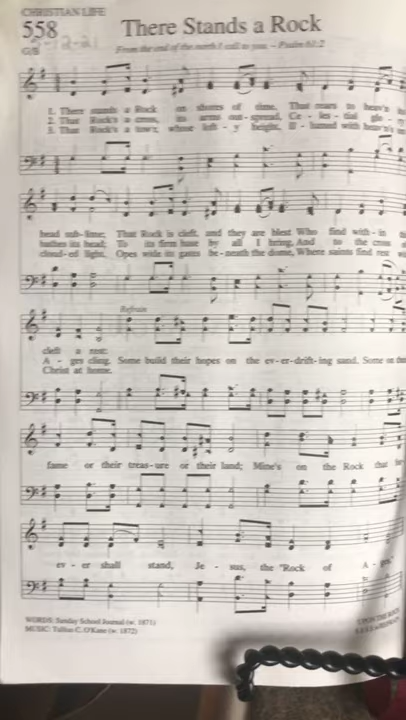 CHRISTIAN LIFE
558
There Stands a Rock
G/B
From the end of the earth I call to you. – Psalm 61:2
1. There stands a Rock on shores of time, That rears to heav'n its
2. That Rock's a cross, its arms out-spread, Ce - les - tial glo -
3. That Rock's a tow'r, whose loft - y height, Il - lumed with heav'n's
head sub-lime; That Rock is cleft, and they are blest Who find with-in
bathes its head; To its firm base by all I bring, And to the cross
cloud-ed light, Opes wide its gates be-neath the dome, Where saints find rest
Refrain
cleft a rest.
A - ges cling. Some build their hopes on the ev-er-drift-ing sand, Some on
Christ at home.
fame or their treas-ure or their land; Mine's on the Rock that
ev - er shall stand, Je - sus, the "Rock of A - ges."
WORDS: Sunday School Journal (w. 1871)
MUSIC: Tullius C. O'Kane (w. 1872)
UPON THE ROCK